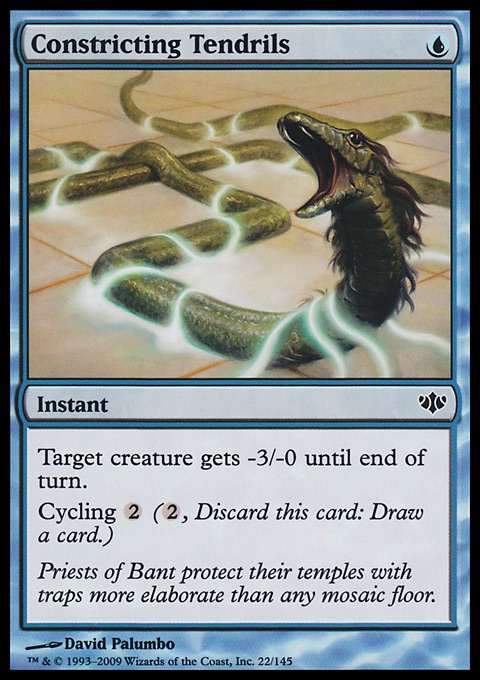 Constricting Tendrils
Instant
Target creature gets -3/-0 until end of
turn.
Cycling 2 (2, Discard this card: Draw
a card.)
Priests of Bant protect their temples with
traps more elaborate than any mosaic floor.
David Palumbo
™ & © 1993–2009 Wizards of the Coast, Inc. 22/145